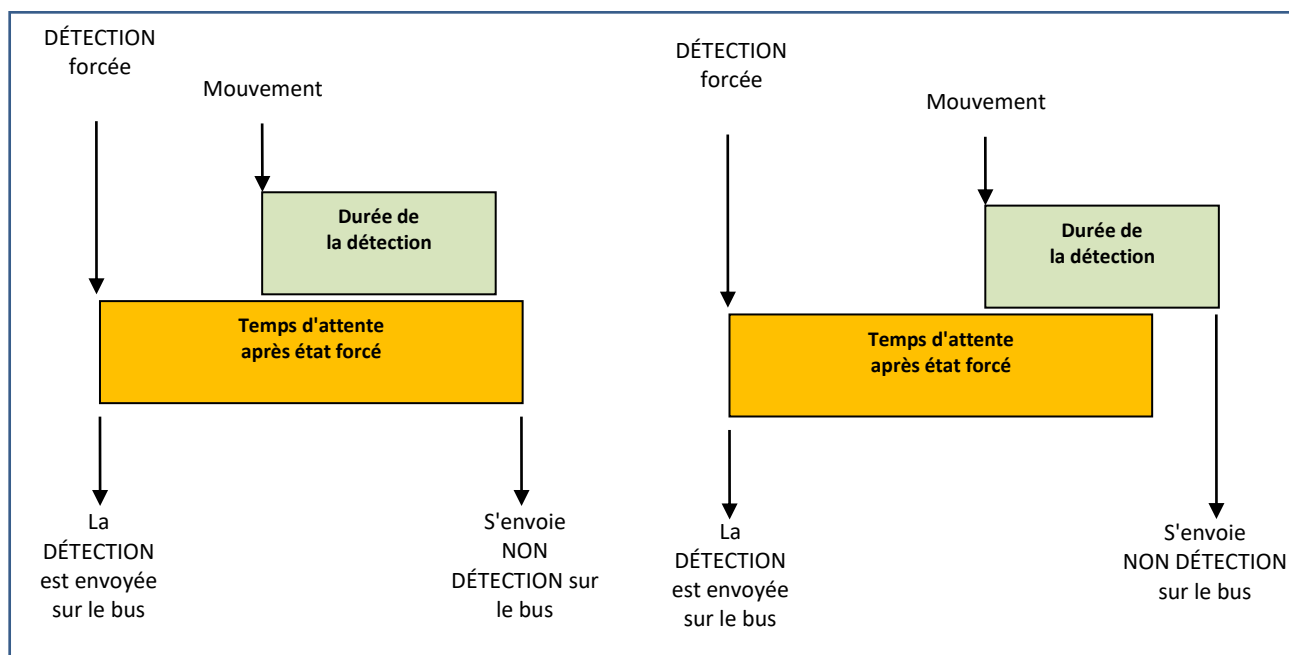 DÉTECTION
forcée
Mouvement
Durée de
la détection
Temps d'attente
après état forcé
La
DÉTECTION
est envoyée
sur le bus
S'envoie
NON
DÉTECTION sur
le bus
DÉTECTION
forcée
Mouvement
Durée de
la détection
Temps d'attente
après état forcé
La
DÉTECTION
est envoyée
sur le bus
S'envoie
NON DÉTECTION
sur le bus